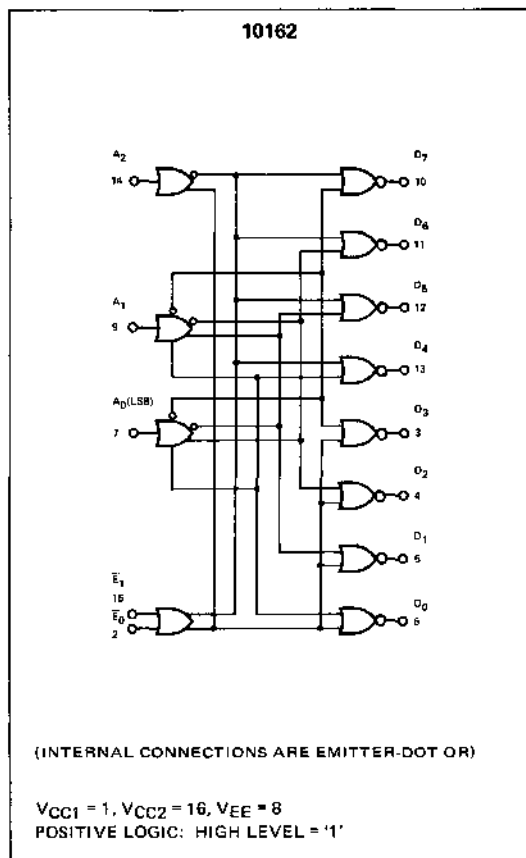 10162
A2
14
D7
10
D6
11
A1
9
D5
12
D4
13
A0(LSB)
7
D3
3
D2
4
D1
5
E̅1
15
E̅0
2
D0
6
(INTERNAL CONNECTIONS ARE EMITTER-DOT OR)
VCC1 = 1, VCC2 = 16, VEE = 8
POSITIVE LOGIC: HIGH LEVEL = '1'